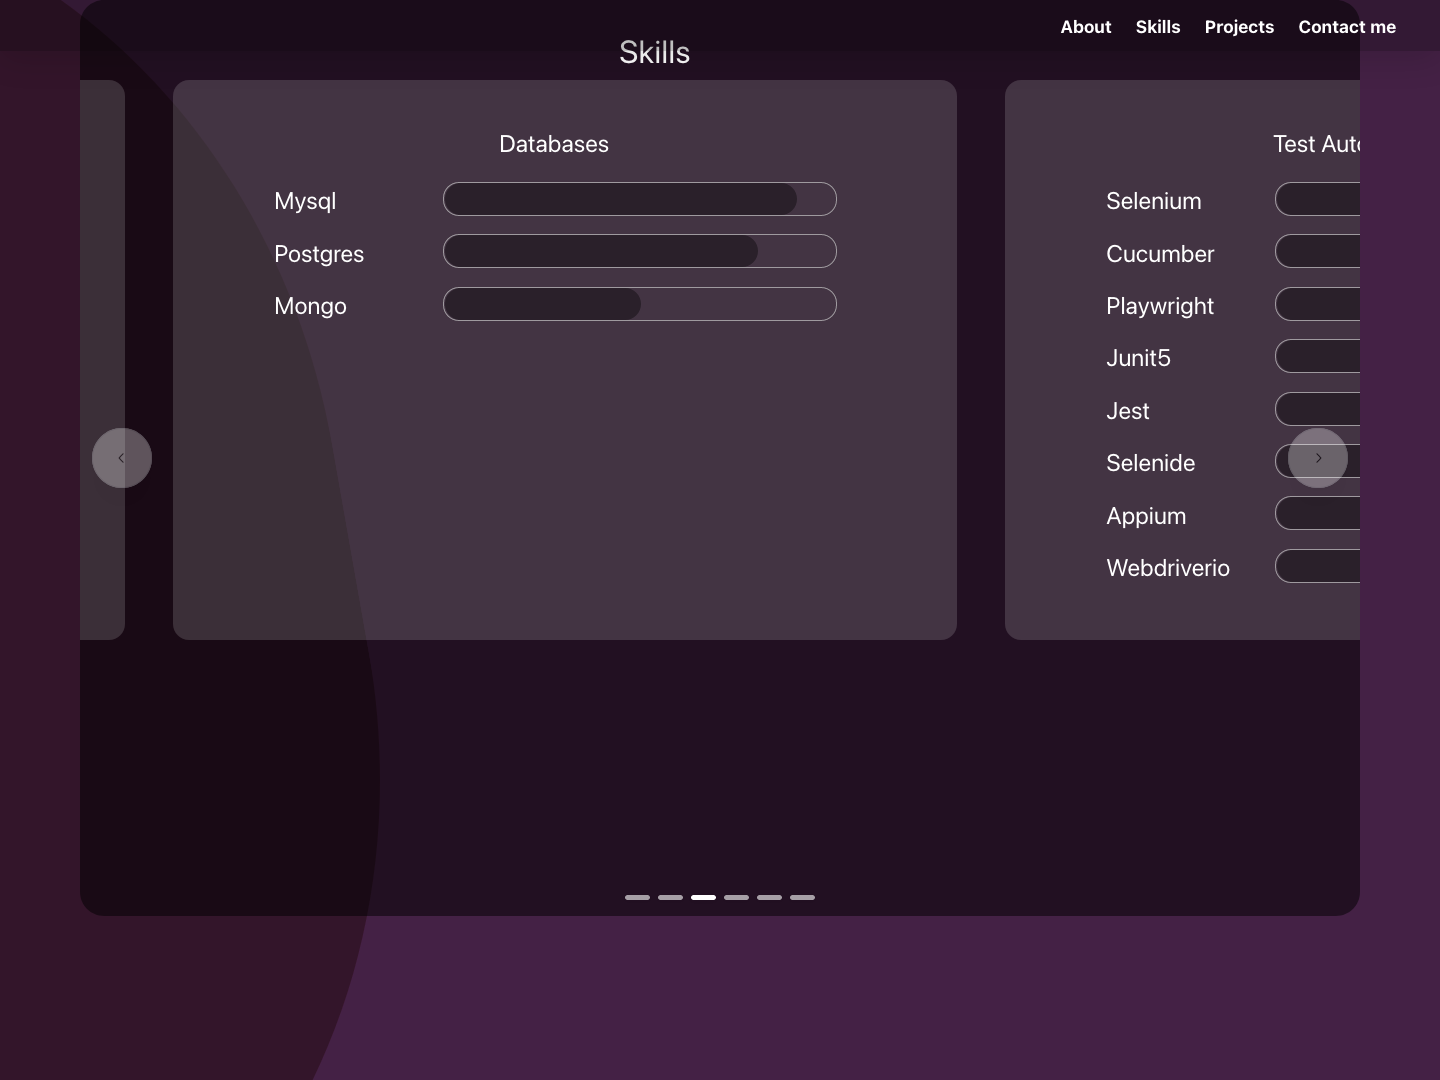 About Skills Projects Contact me
Skills
Databases
Mysql
Postgres
Mongo
Test Auto
Selenium
Cucumber
Playwright
Junit5
Jest
Selenide
Appium
Webdriverio